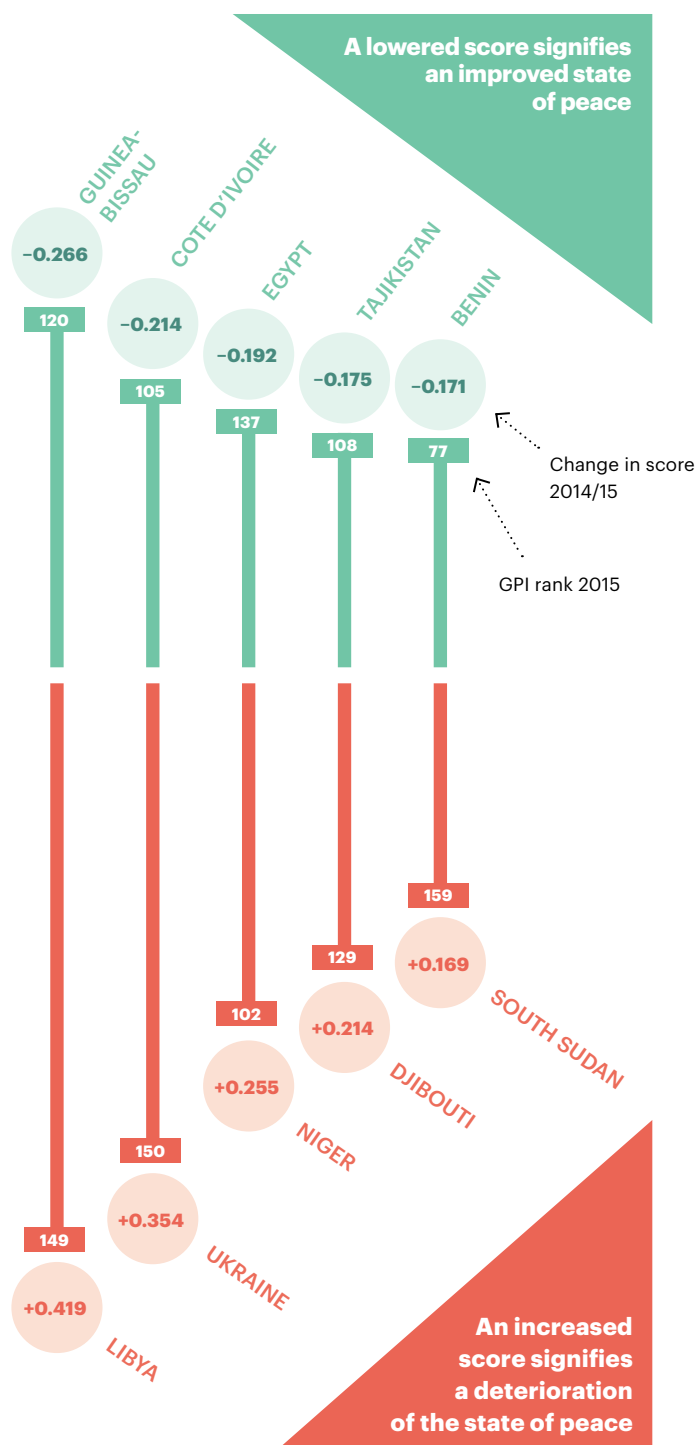 A lowered score signifies
an improved state
of peace
GUINEA-
BISSAU
–0.266
120
COTE D'IVOIRE
–0.214
105
EGYPT
–0.192
137
TAJIKISTAN
–0.175
108
BENIN
–0.171
77
Change in score
2014/15
GPI rank 2015
149
+0.419
LIBYA
150
+0.354
UKRAINE
102
+0.255
NIGER
129
+0.214
DJIBOUTI
159
+0.169
SOUTH SUDAN
An increased
score signifies
a deterioration
of the state of peace